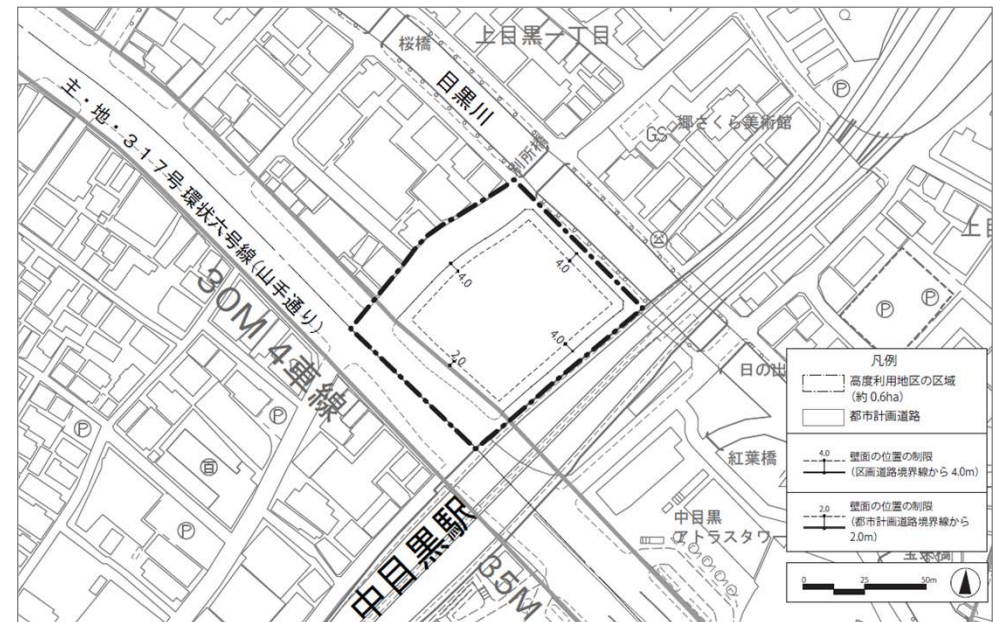 桜橋
上目黒一丁目
目黒川
GS
郷さくら美術館
別所橋
主・地・317号環状六号線(山手通り)
30M 4車線
4.0
4.0
4.0
2.0
P
P
P
P
P
P
百
日の出
紅葉橋
中目黒
アトラスタワー
中目黒駅
35M
凡例
高度利用地区の区域
(約 0.6ha)
都市計画道路
4.0
壁面の位置の制限
(区画道路境界線から 4.0m)
2.0
壁面の位置の制限
(都市計画道路境界線から
2.0m)
0 25 50m